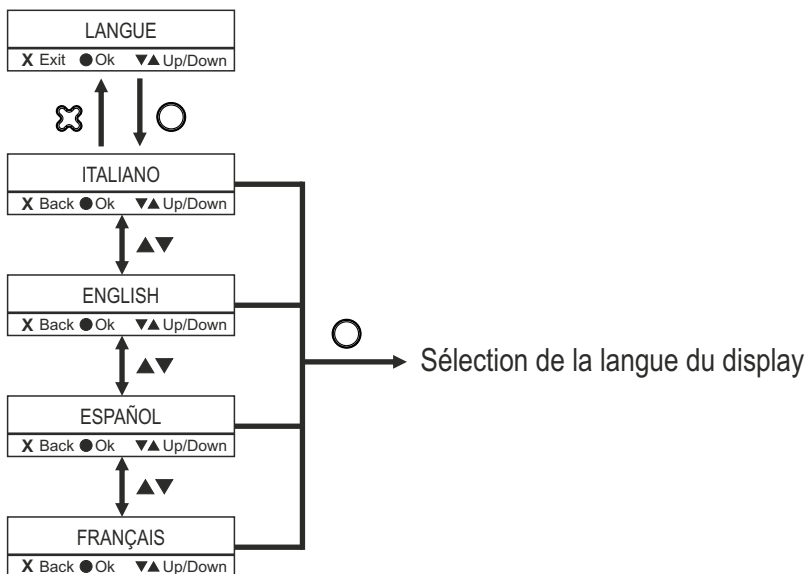 LANGUE
X Exit ●Ok ▼▲Up/Down
ITALIANO
X Back ●Ok ▼▲Up/Down
▲▼
ENGLISH
X Back ●Ok ▼▲Up/Down
Sélection de la langue du display
▲▼
ESPAÑOL
X Back ●Ok ▼▲Up/Down
▲▼
FRANÇAIS
X Back ●Ok ▼▲Up/Down